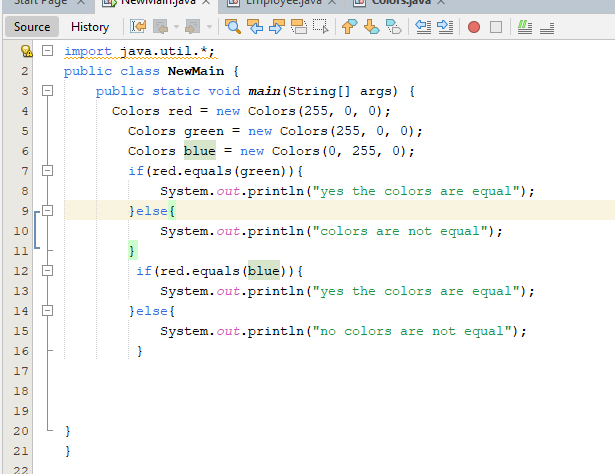 Start Page NewMain.java Employee.java Colors.java
Source History
import java.util.*;
2 public class NewMain {
3 public static void main(String[] args) {
4 Colors red = new Colors(255, 0, 0);
5 Colors green = new Colors(255, 0, 0);
6 Colors blue = new Colors(0, 255, 0);
7 if(red.equals(green)){
8 System.out.println("yes the colors are equal");
9 }else{
10 System.out.println("colors are not equal");
11 }
12 if(red.equals(blue)){
13 System.out.println("yes the colors are equal");
14 }else{
15 System.out.println("no colors are not equal");
16 }
17
18
19
20 }
21 }
22